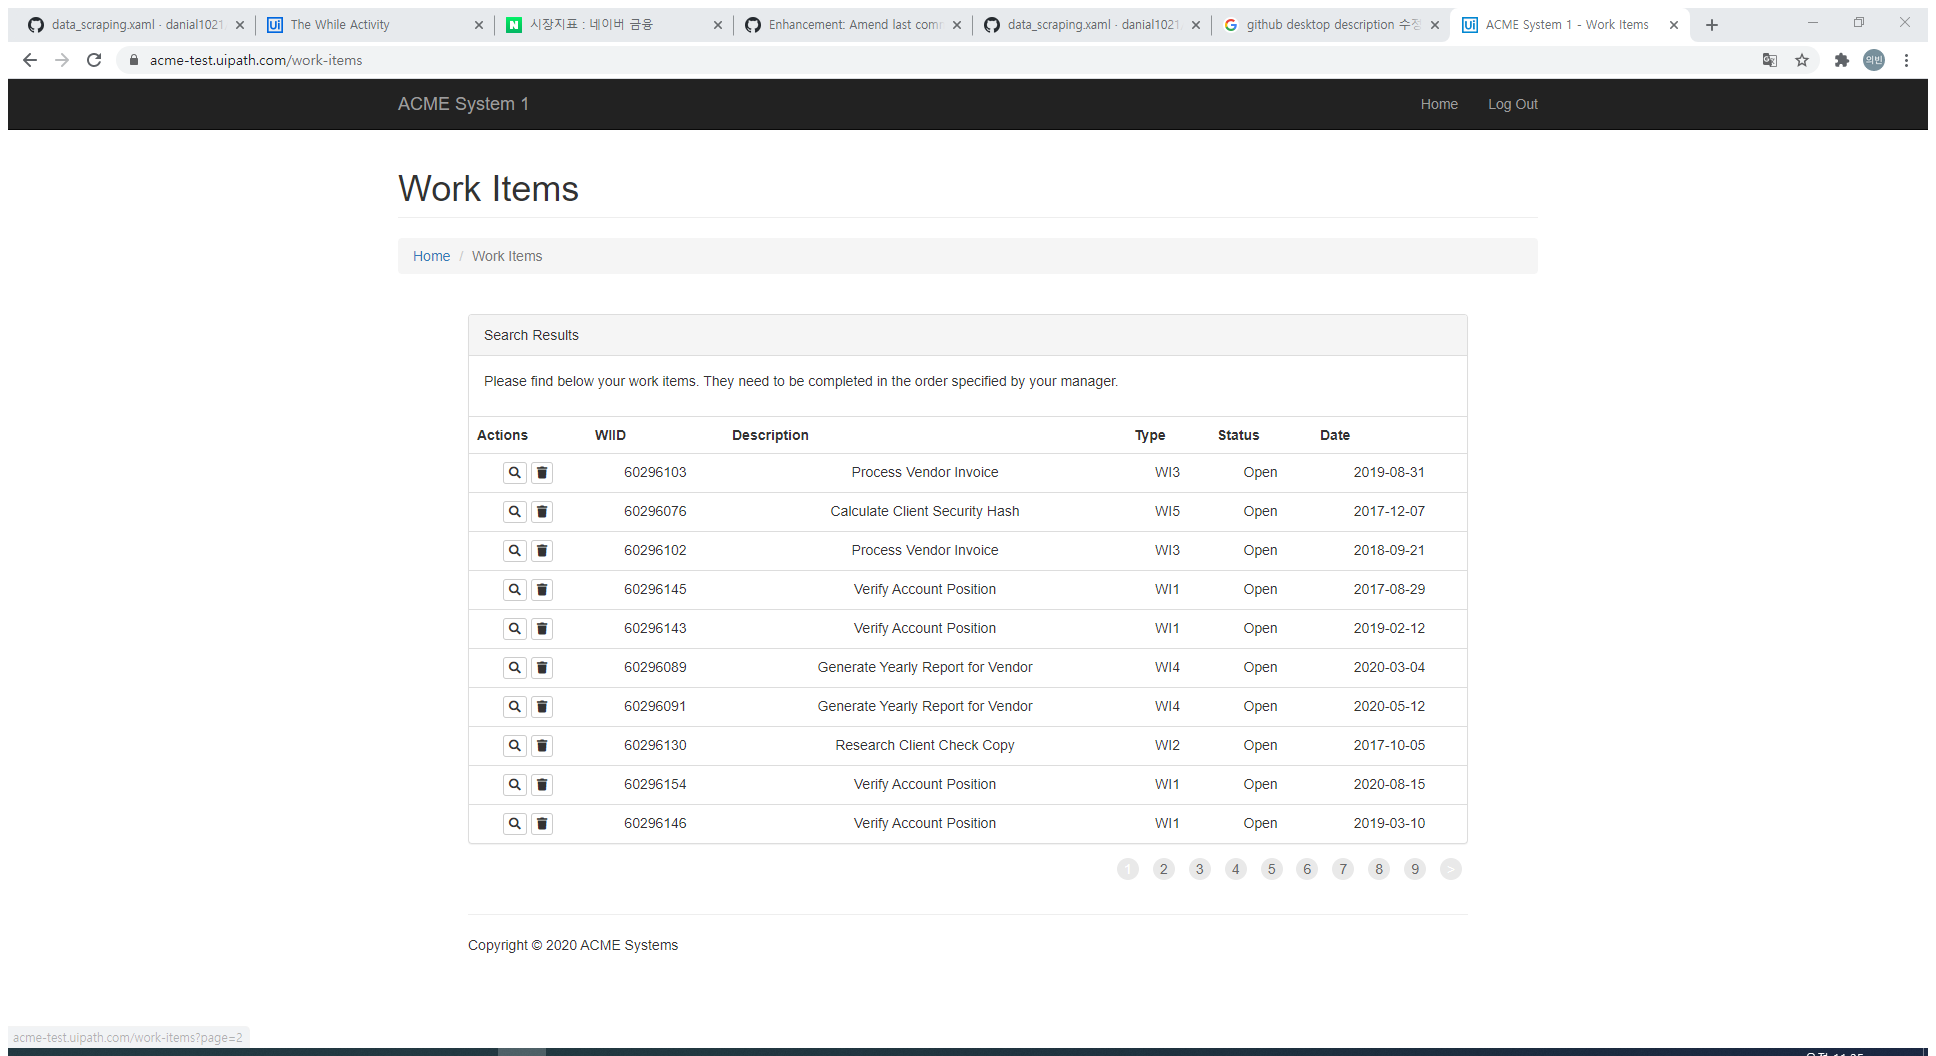 data_scraping.xaml · danial1021
The While Activity
시장지표 : 네이버 금융
Enhancement: Amend last com
data_scraping.xaml · danial1021
github desktop description 수정
ACME System 1 - Work Items
acme-test.uipath.com/work-items
의빈
ACME System 1
Home
Log Out
Work Items
Home / Work Items
Search Results
Please find below your work items. They need to be completed in the order specified by your manager.
Actions WIID Description Type Status Date
60296103 Process Vendor Invoice WI3 Open 2019-08-31
60296076 Calculate Client Security Hash WI5 Open 2017-12-07
60296102 Process Vendor Invoice WI3 Open 2018-09-21
60296145 Verify Account Position WI1 Open 2017-08-29
60296143 Verify Account Position WI1 Open 2019-02-12
60296089 Generate Yearly Report for Vendor WI4 Open 2020-03-04
60296091 Generate Yearly Report for Vendor WI4 Open 2020-05-12
60296130 Research Client Check Copy WI2 Open 2017-10-05
60296154 Verify Account Position WI1 Open 2020-08-15
60296146 Verify Account Position WI1 Open 2019-03-10
1 2 3 4 5 6 7 8 9 >
Copyright © 2020 ACME Systems
acme-test.uipath.com/work-items?page=2